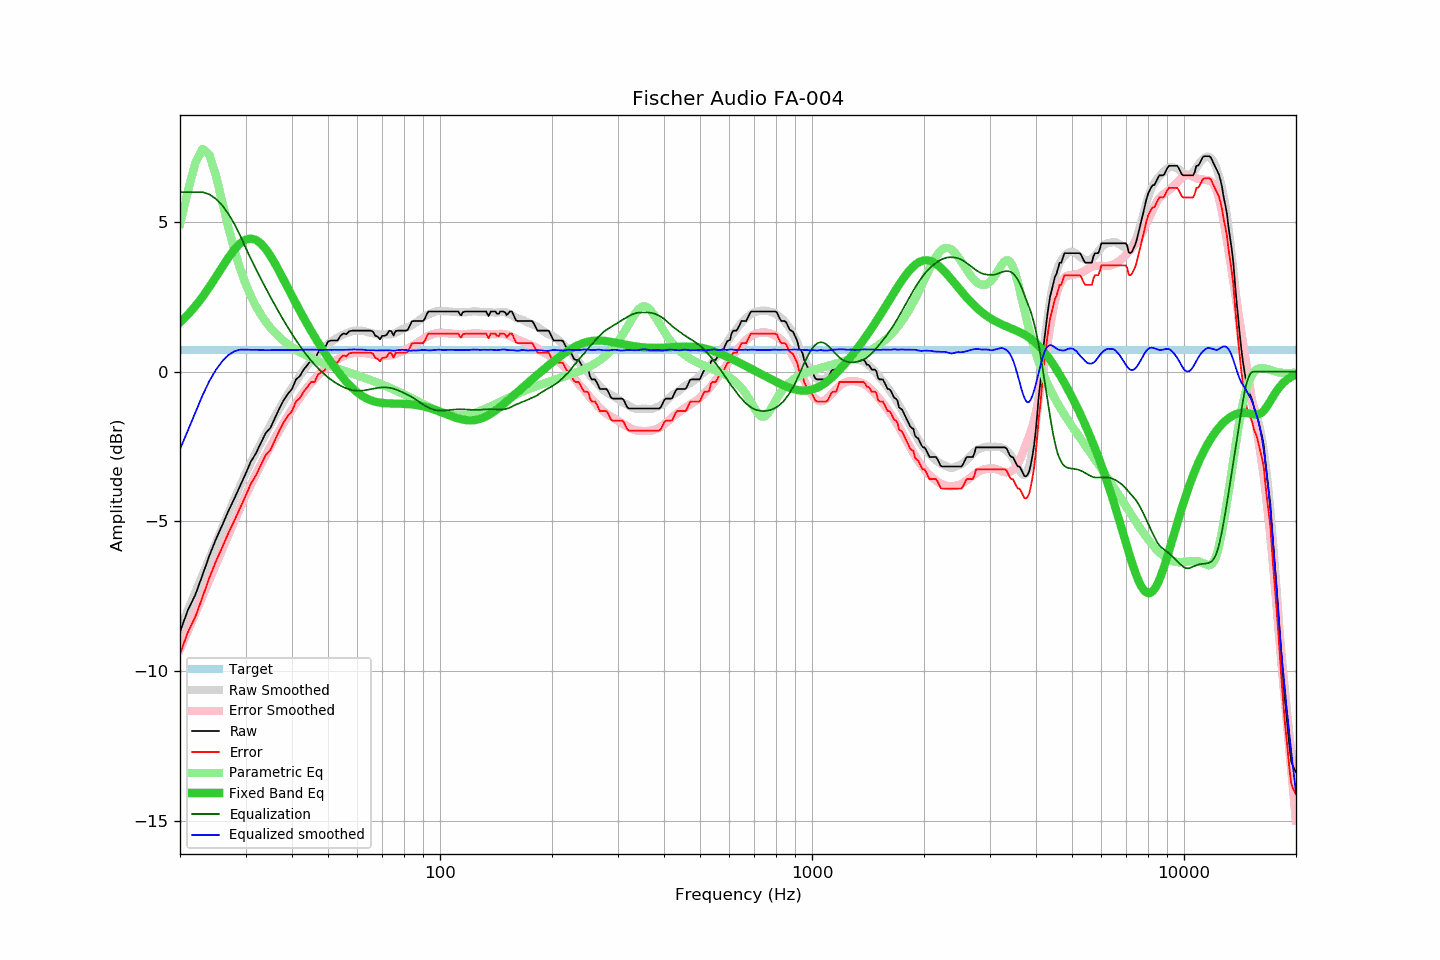 Fischer Audio FA-004
Amplitude (dBr)
5
0
−5
−10
−15
Target
Raw Smoothed
Error Smoothed
Raw
Error
Parametric Eq
Fixed Band Eq
Equalization
Equalized smoothed
100
1000
10000
Frequency (Hz)